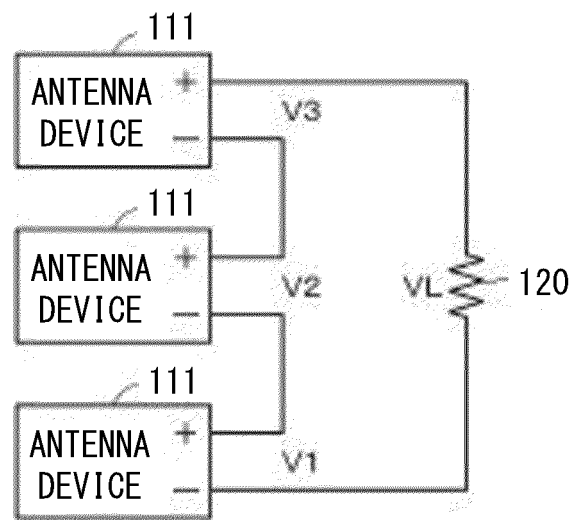 111
ANTENNA
DEVICE
+
−
V3
111
ANTENNA
DEVICE
+
−
V2
VL
120
111
ANTENNA
DEVICE
+
−
V1